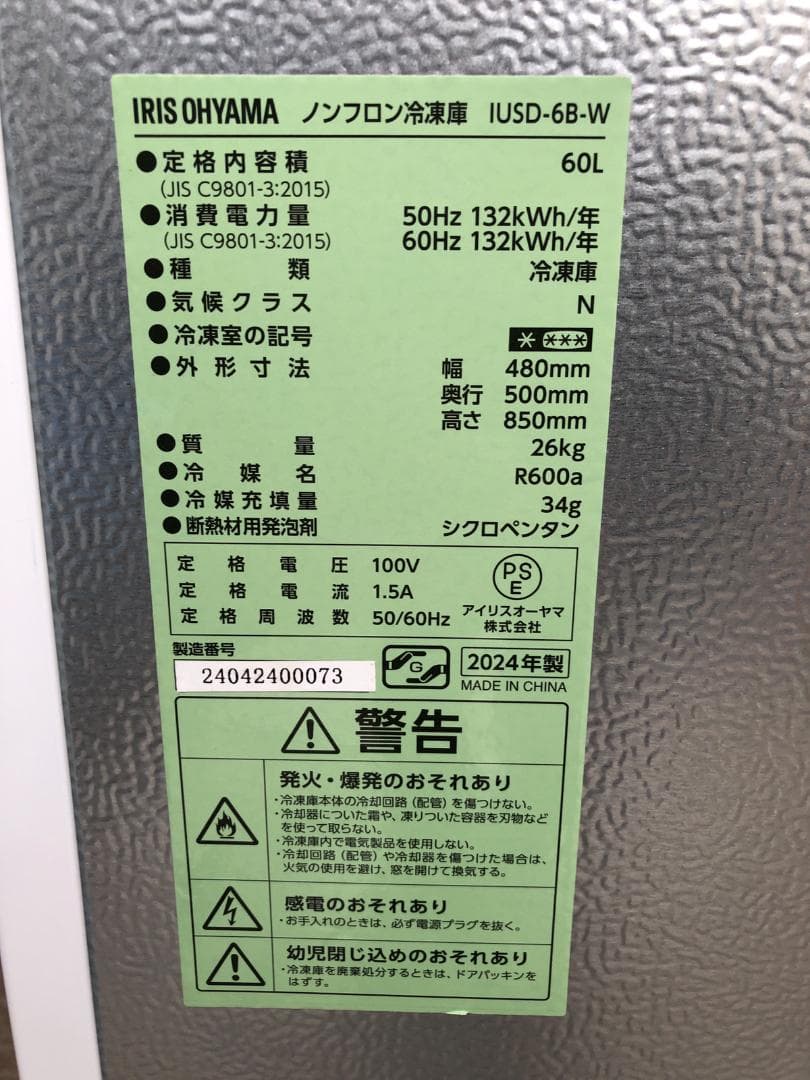 IRIS OHYAMA ノンフロン冷凍庫 IUSD-6B-W
●定格内容積 60L
(JIS C9801-3:2015)
●消費電力量 50Hz 132kWh/年
(JIS C9801-3:2015) 60Hz 132kWh/年
●種類 冷凍庫
●気候クラス N
●冷凍室の記号 * ***
●外形寸法 幅 480mm
奥行 500mm
高さ 850mm
●質量 26kg
●冷媒名 R600a
●冷媒充填量 34g
●断熱材用発泡剤 シクロペンタン
定格電圧 100V
定格電流 1.5A
定格周波数 50/60Hz
PS
E
アイリスオーヤマ
株式会社
製造番号
24042400073
G
2024年製
MADE IN CHINA
警告
発火・爆発のおそれあり
・冷凍庫本体の冷却回路(配管)を傷つけない。
・冷却器についた霜や、凍りついた容器を刃物など
を使って取らない。
・冷凍庫内で電気製品を使用しない。
・冷却回路(配管)や冷却器を傷つけた場合は、
火気の使用を避け、窓を開けて換気する。
感電のおそれあり
・お手入れのときは、必ず電源プラグを抜く。
幼児閉じ込めのおそれあり
・冷凍庫を廃棄処分するときは、ドアパッキンを
はずす。